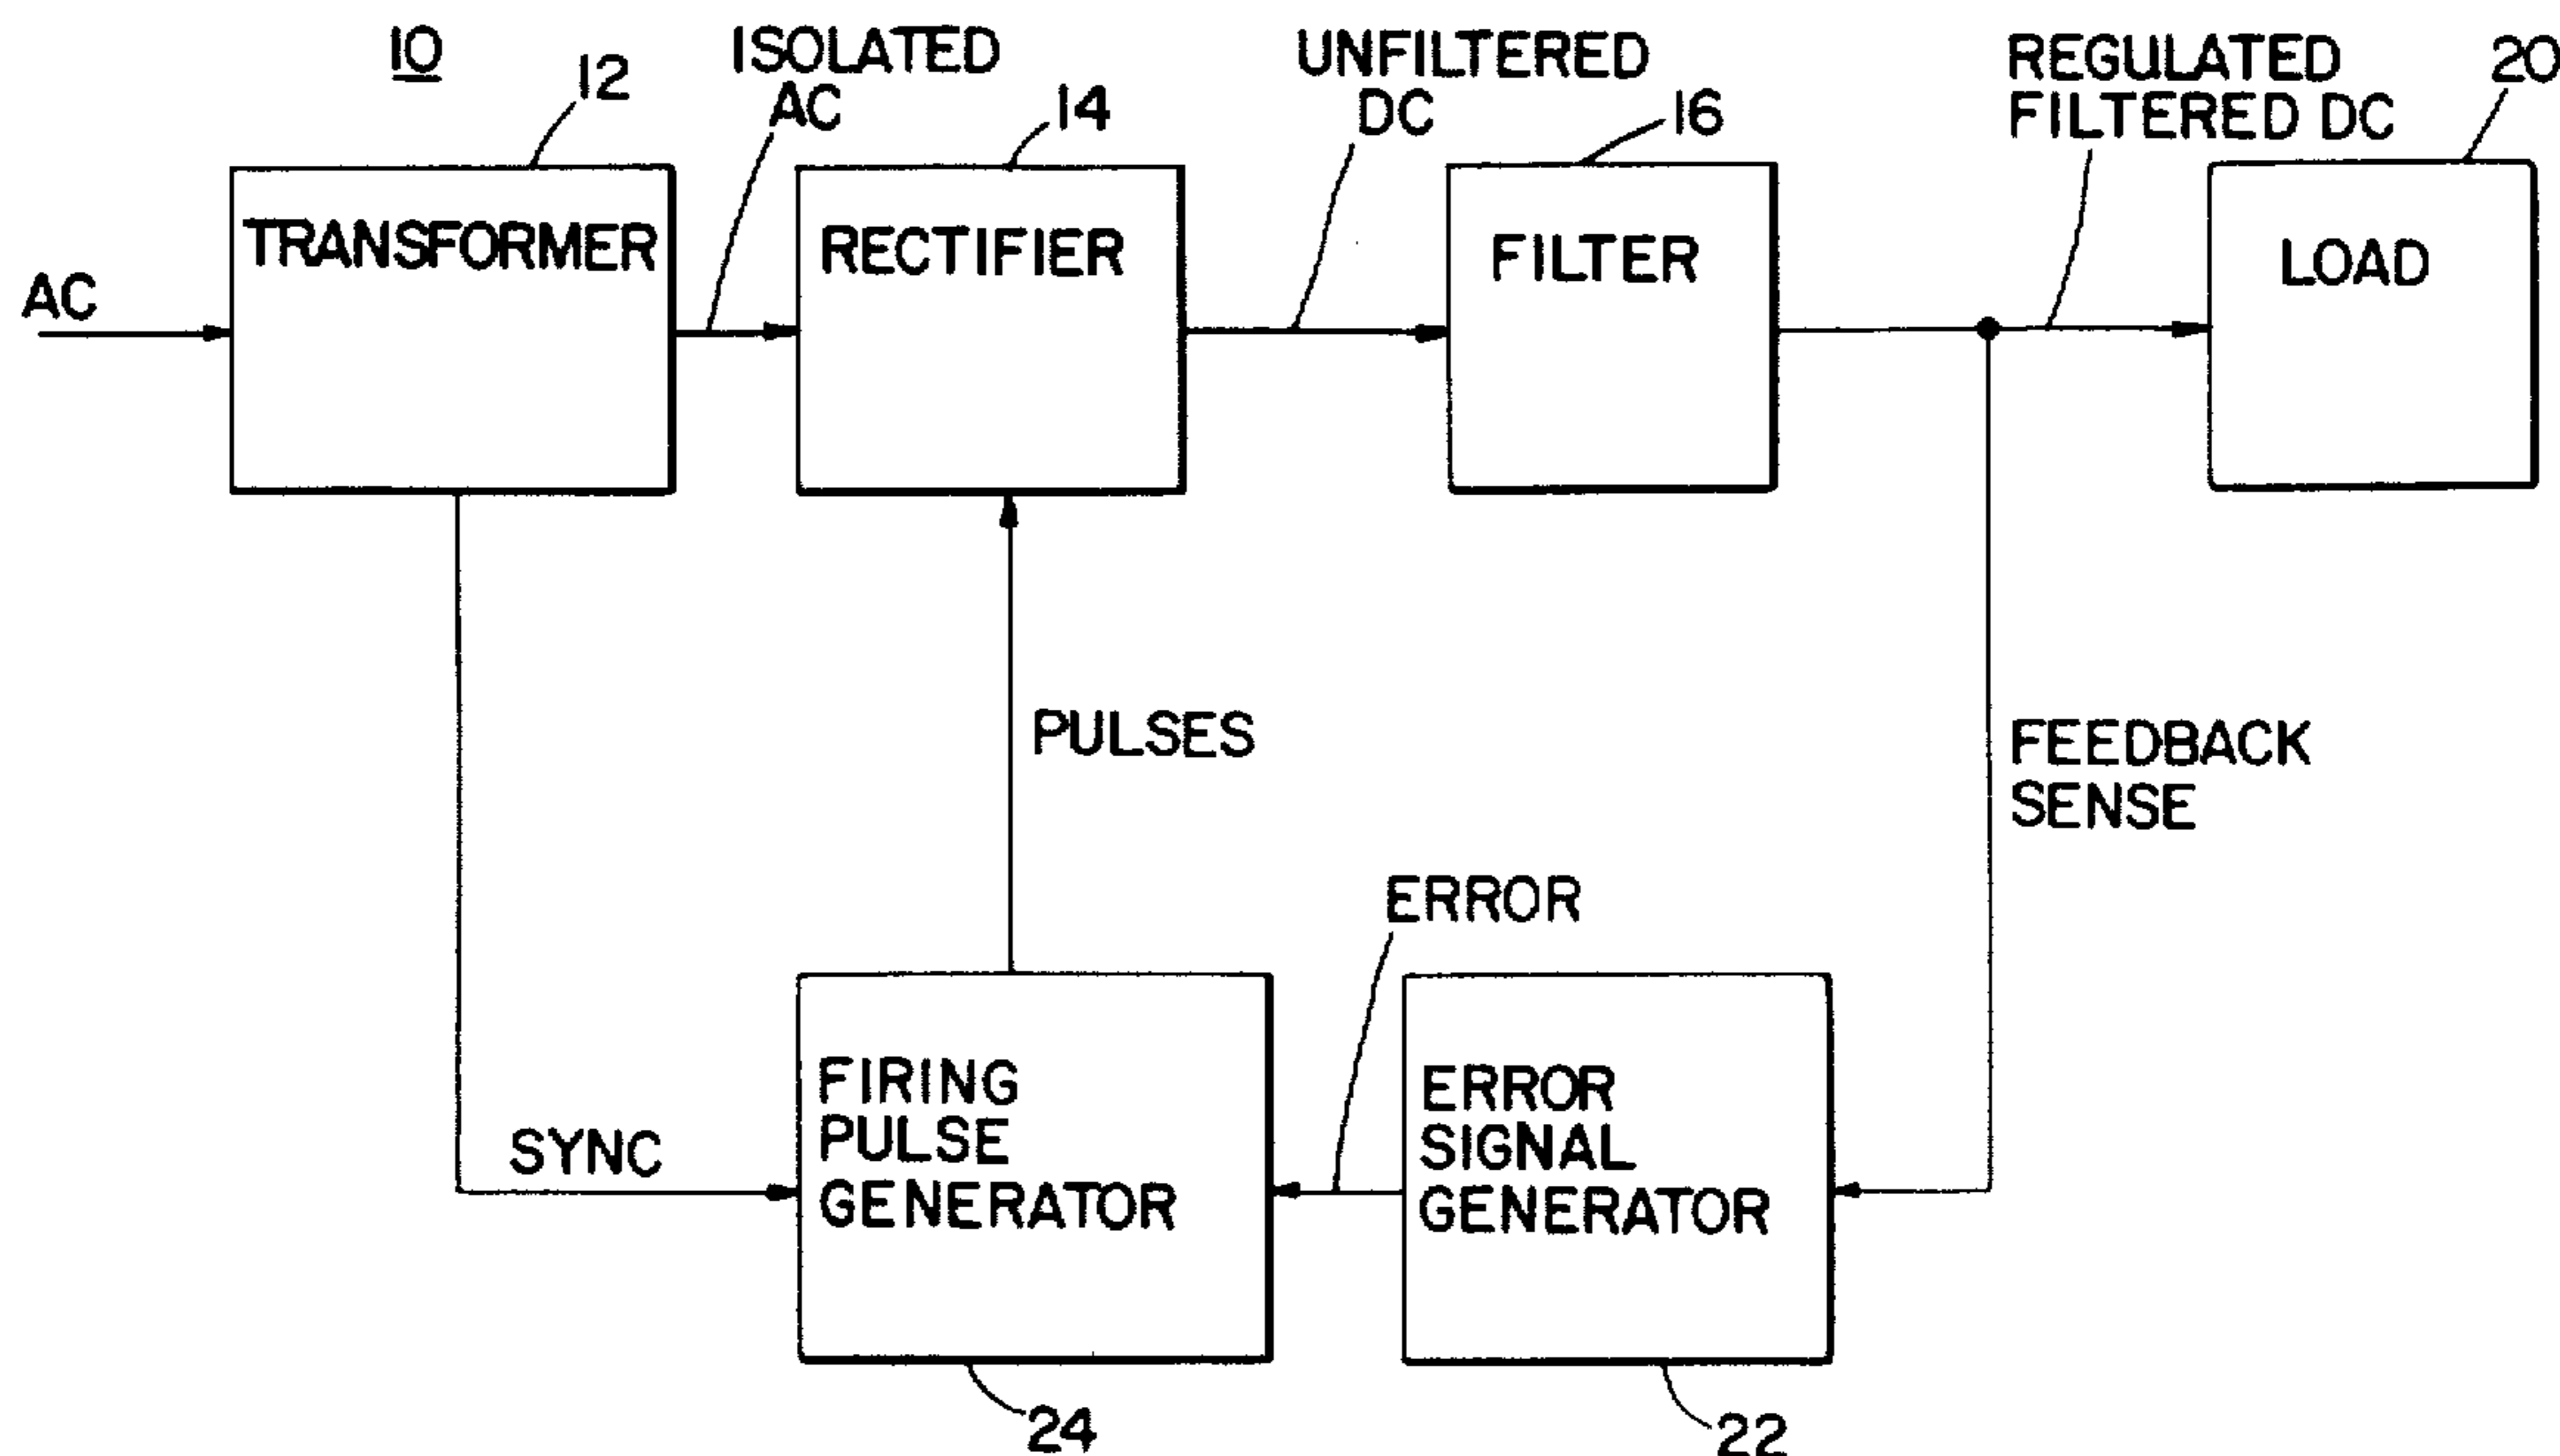 10
12
ISOLATED
AC
14
UNFILTERED
DC
16
REGULATED
FILTERED DC
20
AC
TRANSFORMER
RECTIFIER
FILTER
LOAD
PULSES
FEEDBACK
SENSE
ERROR
SYNC
FIRING
PULSE
GENERATOR
ERROR
SIGNAL
GENERATOR
24
22